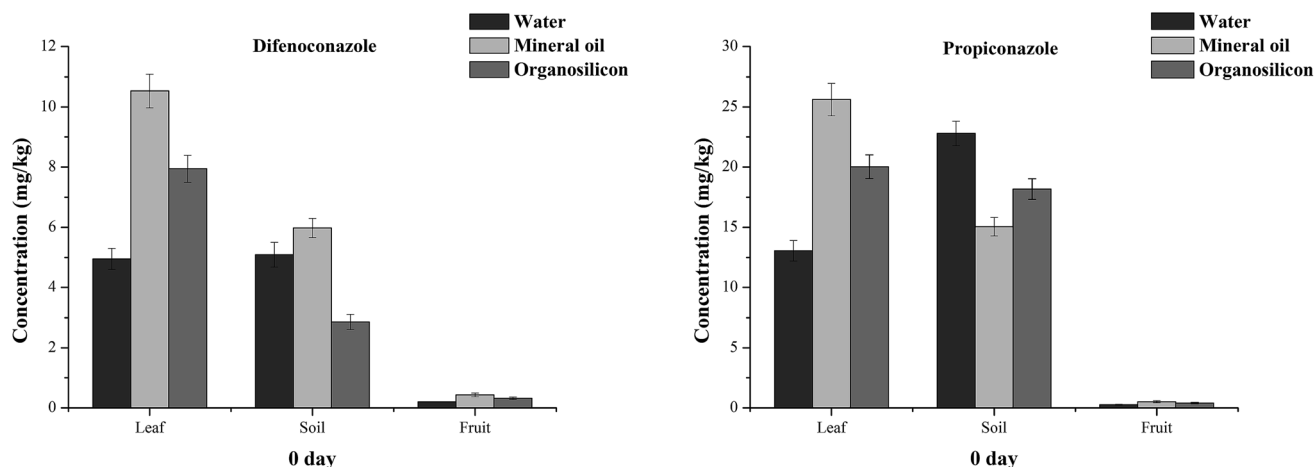 Difenoconazole
Water
Mineral oil
Organosilicon
Concentration (mg/kg)
12
10
8
6
4
2
0
Leaf Soil Fruit
0 day
Propiconazole
Water
Mineral oil
Organosilicon
Concentration (mg/kg)
30
25
20
15
10
5
0
Leaf Soil Fruit
0 day